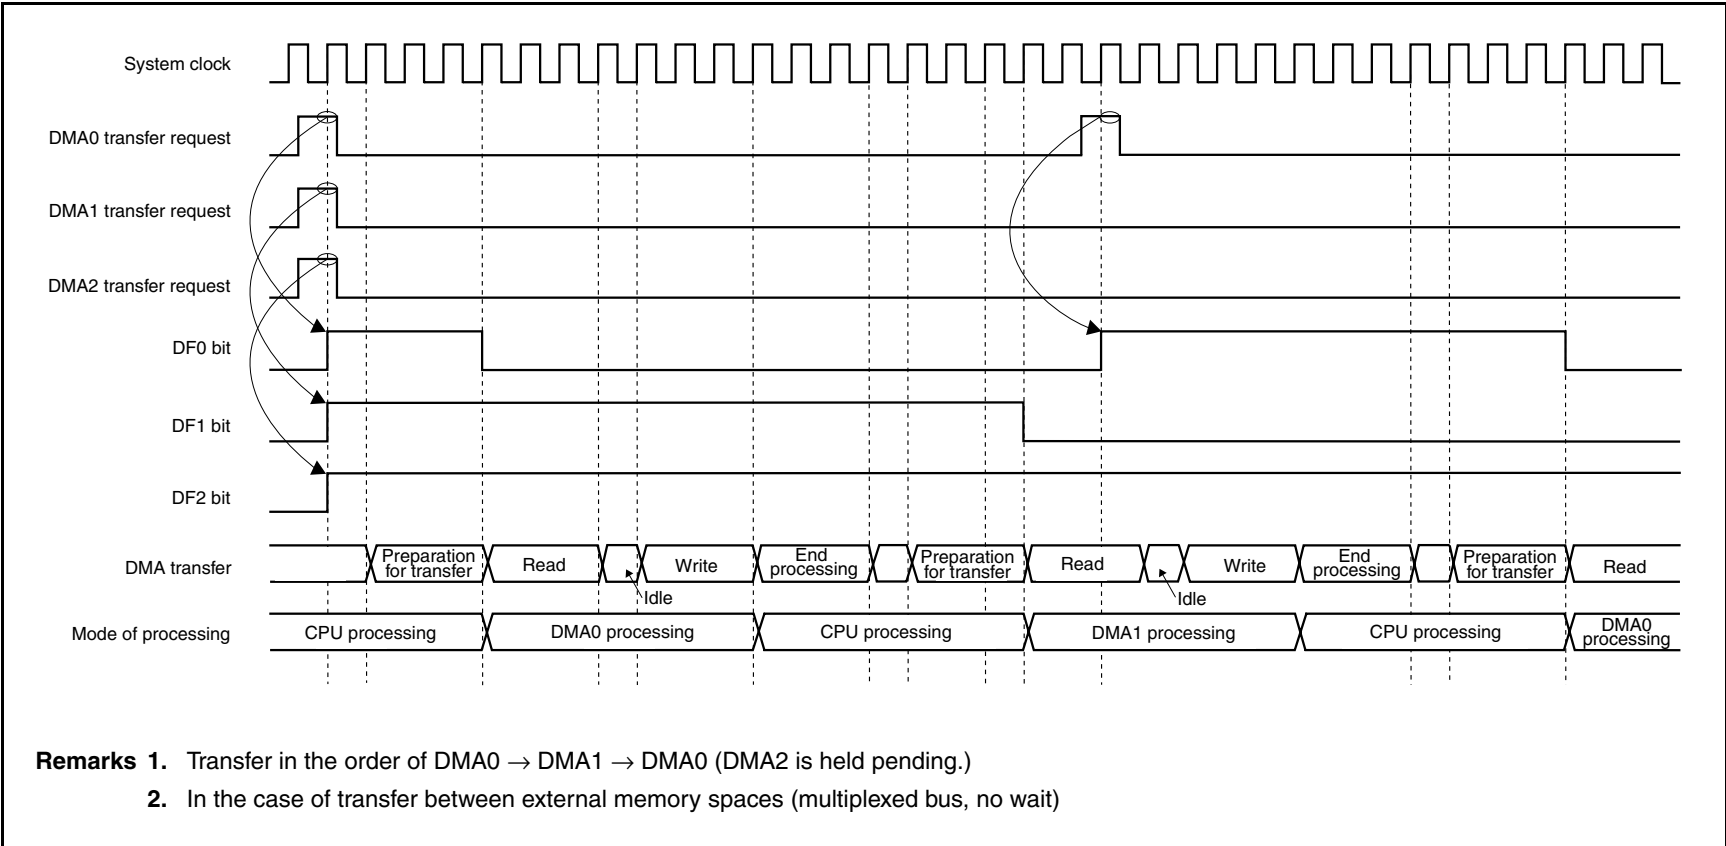 System clock
DMA0 transfer request
DMA1 transfer request
DMA2 transfer request
DF0 bit
DF1 bit
DF2 bit
DMA transfer
Preparation
for transfer
Read
Idle
Write
End
processing
Preparation
for transfer
Read
Idle
Write
End
processing
Preparation
for transfer
Read
Mode of processing
CPU processing
DMA0 processing
CPU processing
DMA1 processing
CPU processing
DMA0
processing
Remarks 1. Transfer in the order of DMA0 → DMA1 → DMA0 (DMA2 is held pending.)
2. In the case of transfer between external memory spaces (multiplexed bus, no wait)